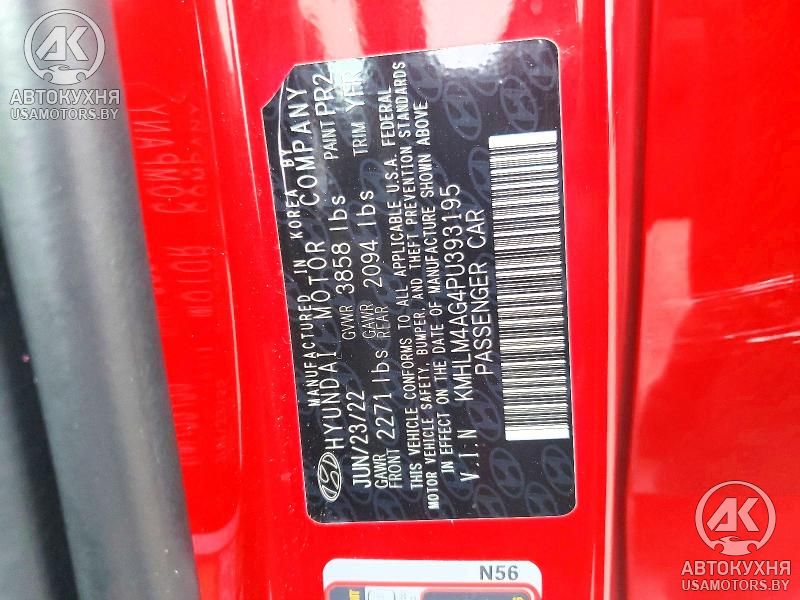 AK
АВТОКУХНЯ
USAMOTORS.BY
MANUFACTURED IN KOREA BY
HYUNDAI MOTOR COMPANY
JUN/23/22 GVWR 3858 lbs PAINT PR2
GAWR FRONT 2271 lbs GAWR REAR 2094 lbs TRIM YFR
THIS VEHICLE CONFORMS TO ALL APPLICABLE U.S.A. FEDERAL
MOTOR VEHICLE SAFETY, BUMPER, AND THEFT PREVENTION STANDARDS
IN EFFECT ON THE DATE OF MANUFACTURE SHOWN ABOVE
V.I.N KMHLM4AG4PU393195
PASSENGER CAR
N56
AK
АВТОКУХНЯ
USAMOTORS.BY